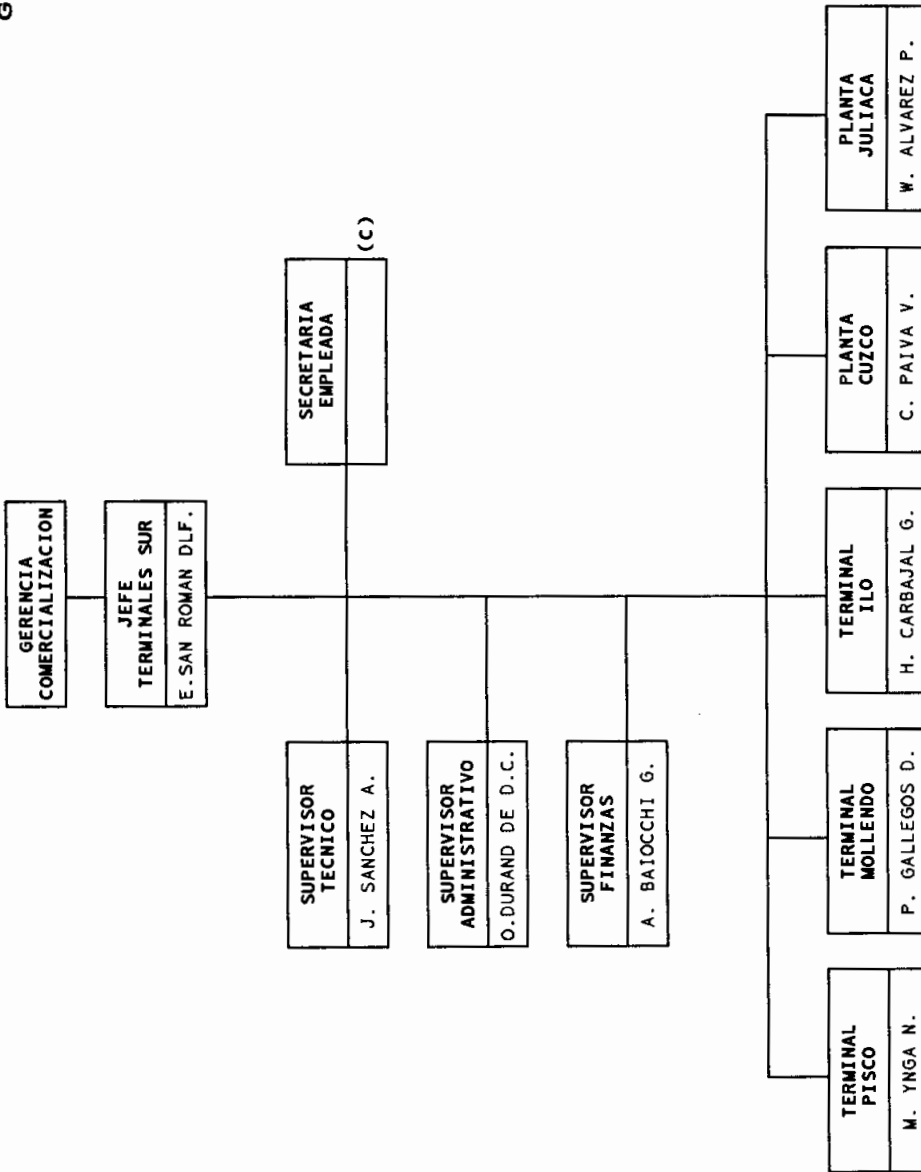 G
GERENCIA
COMERCIALIZACION
JEFE
TERMINALES SUR
E.SAN ROMAN DLF.
SECRETARIA
EMPLEADA
(C)
SUPERVISOR
TECNICO
J. SANCHEZ A.
SUPERVISOR
ADMINISTRATIVO
O.DURAND DE D.C.
SUPERVISOR
FINANZAS
A. BAIOCCHI G.
TERMINAL
PISCO
M. YNGA N.
TERMINAL
MOLLENDO
P. GALLEGOS D.
TERMINAL
ILO
H. CARBAJAL G.
PLANTA
CUZCO
C. PAIVA V.
PLANTA
JULIACA
W. ALVAREZ P.